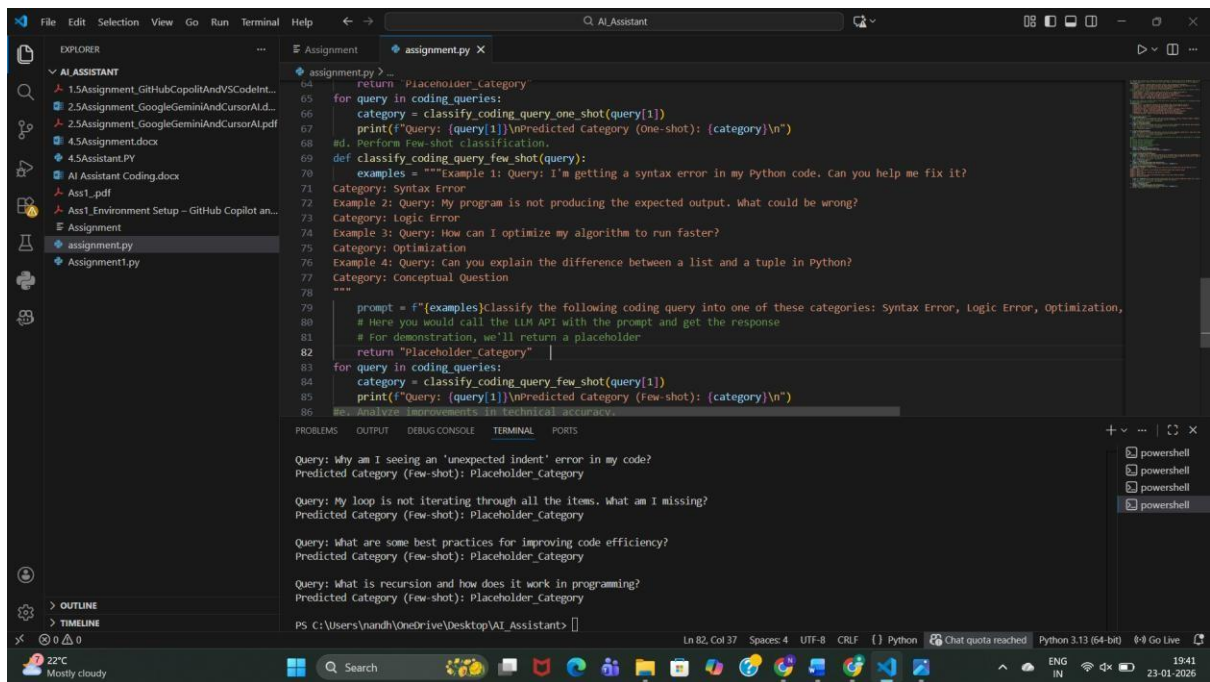 File Edit Selection View Go Run Terminal Help
AI_Assistant
EXPLORER
AI_ASSISTANT
1.5Assignment_GitHubCopolitAndVSCodeInt...
2.5Assignment_GoogleGeminiAndCursorAI.d...
2.5Assignment_GoogleGeminiAndCursorAI.pdf
4.5Assignment.docx
4.5Assistant.PY
AI Assistant Coding.docx
Ass1_.pdf
Ass1_Environment Setup – GitHub Copilot an...
Assignment
assignment.py
Assignment1.py
OUTLINE
TIMELINE
Assignment
assignment.py
assignment.py > ...
64 return "Placeholder_Category"
65 for query in coding_queries:
66 category = classify_coding_query_one_shot(query[1])
67 print(f"Query: {query[1]}\nPredicted Category (One-shot): {category}\n")
68 #d. Perform Few-shot classification.
69 def classify_coding_query_few_shot(query):
70 examples = """Example 1: Query: I'm getting a syntax error in my Python code. Can you help me fix it?
71 Category: Syntax Error
72 Example 2: Query: My program is not producing the expected output. What could be wrong?
73 Category: Logic Error
74 Example 3: Query: How can I optimize my algorithm to run faster?
75 Category: Optimization
76 Example 4: Query: Can you explain the difference between a list and a tuple in Python?
77 Category: Conceptual Question
78 """
79 prompt = f"{examples}Classify the following coding query into one of these categories: Syntax Error, Logic Error, Optimization,
80 # Here you would call the LLM API with the prompt and get the response
81 # For demonstration, we'll return a placeholder
82 return "Placeholder_Category"
83 for query in coding_queries:
84 category = classify_coding_query_few_shot(query[1])
85 print(f"Query: {query[1]}\nPredicted Category (Few-shot): {category}\n")
86 #e. Analyze improvements in technical accuracy.
PROBLEMS OUTPUT DEBUG CONSOLE TERMINAL PORTS
Query: Why am I seeing an 'unexpected indent' error in my code?
Predicted Category (Few-shot): Placeholder_Category
Query: My loop is not iterating through all the items. What am I missing?
Predicted Category (Few-shot): Placeholder_Category
Query: What are some best practices for improving code efficiency?
Predicted Category (Few-shot): Placeholder_Category
Query: What is recursion and how does it work in programming?
Predicted Category (Few-shot): Placeholder_Category
PS C:\Users\nandh\OneDrive\Desktop\AI_Assistant>
powershell
powershell
powershell
powershell
0 0 Ln 82, Col 37 Spaces: 4 UTF-8 CRLF {} Python Chat quota reached Python 3.13 (64-bit) Go Live
7
22°C
Mostly cloudy
Search
ENG
IN
19:41
23-01-2026